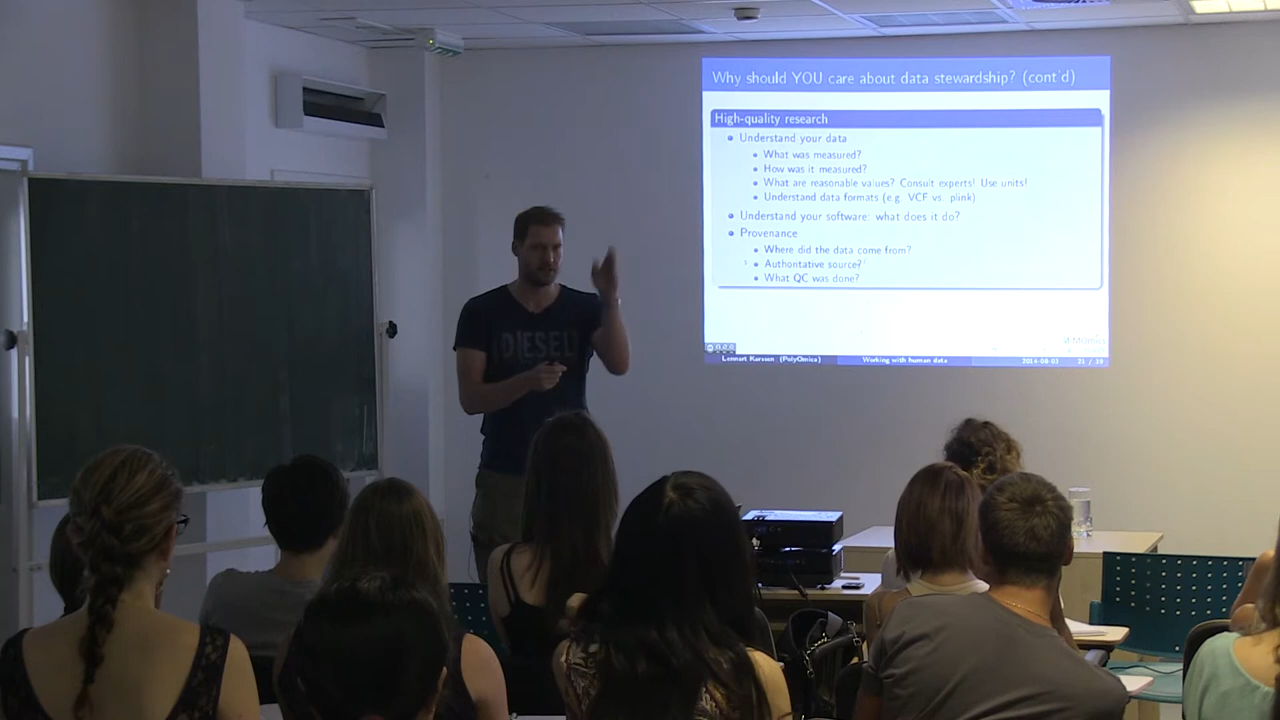 Why should YOU care about data stewardship? (cont'd)
High-quality research
Understand your data
What was measured?
How was it measured?
What are reasonable values? Consult experts! Use units!
Understand data formats (e.g. VCF vs. plink)
Understand your software: what does it do?
Provenance
Where did the data come from?
Authoritative source?
What QC was done?
Lennart Karssen (PolyOmica) Working with human data 2014-08-03 21 / 39
DIESEL